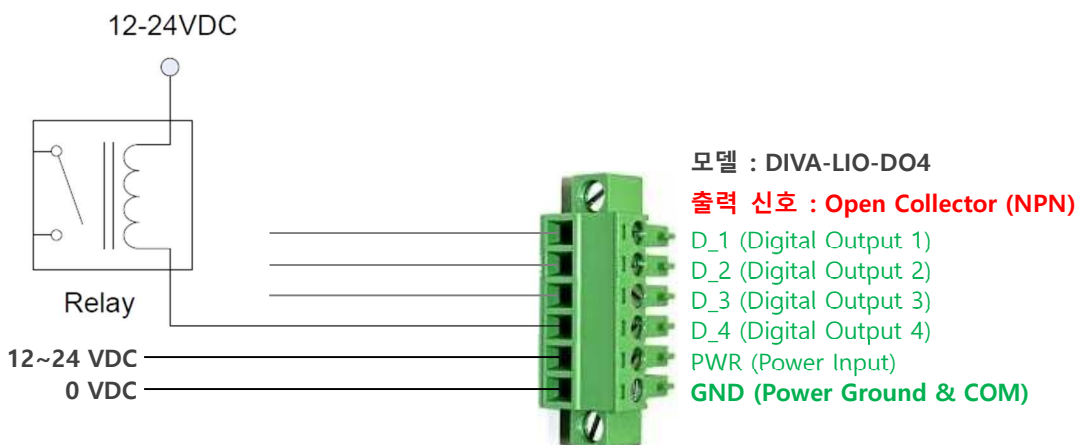 12-24VDC
Relay
12~24 VDC
0 VDC
모델 : DIVA-LIO-DO4
출력 신호 : Open Collector (NPN)
D_1 (Digital Output 1)
D_2 (Digital Output 2)
D_3 (Digital Output 3)
D_4 (Digital Output 4)
PWR (Power Input)
GND (Power Ground & COM)